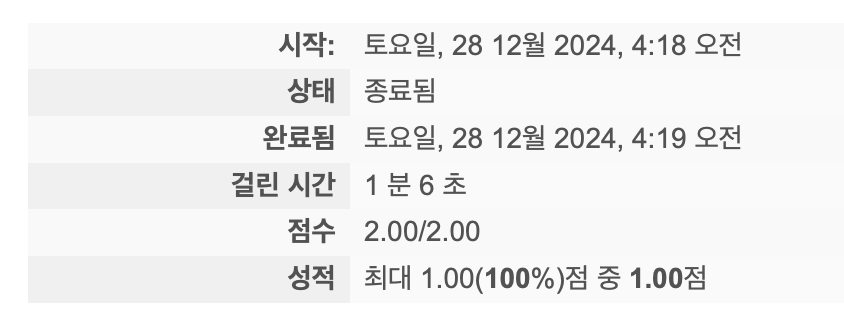 시작: 토요일, 28 12월 2024, 4:18 오전
상태 종료됨
완료됨 토요일, 28 12월 2024, 4:19 오전
걸린 시간 1 분 6 초
점수 2.00/2.00
성적 최대 1.00(100%)점 중 1.00점